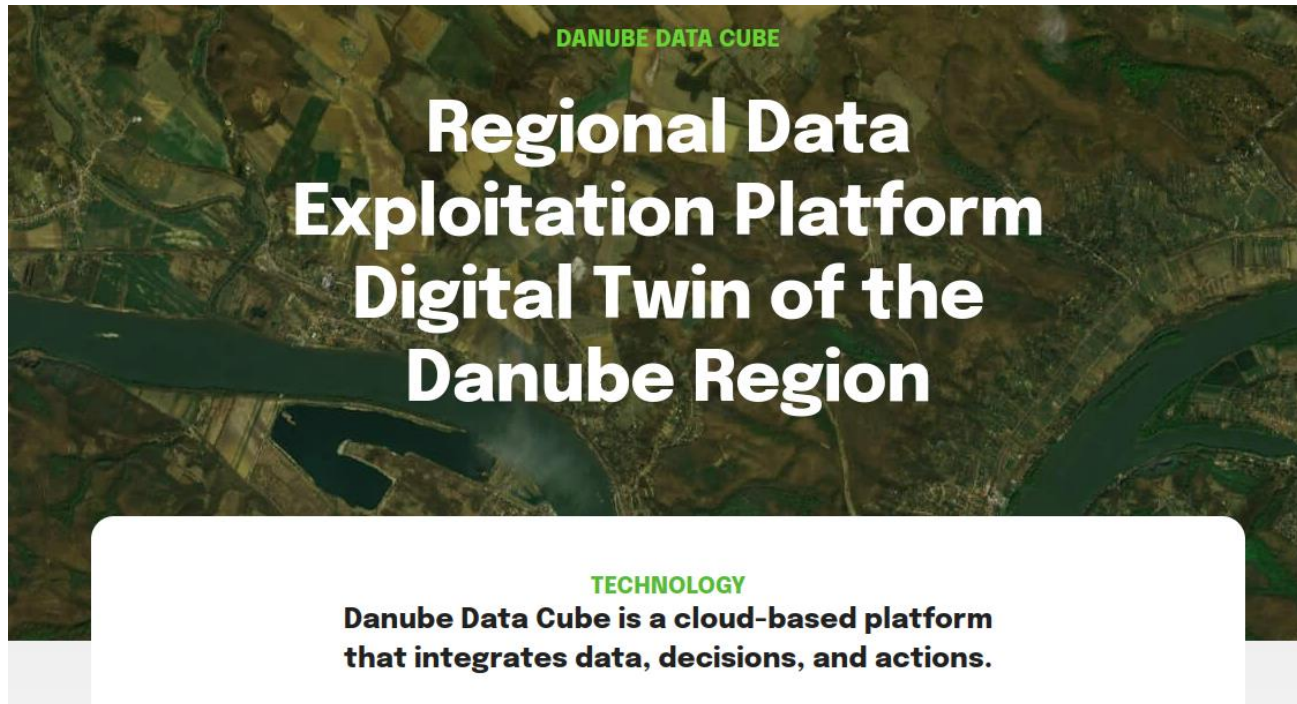 DANUBE DATA CUBE
Regional Data
Exploitation Platform
Digital Twin of the
Danube Region
TECHNOLOGY
Danube Data Cube is a cloud-based platform
that integrates data, decisions, and actions.